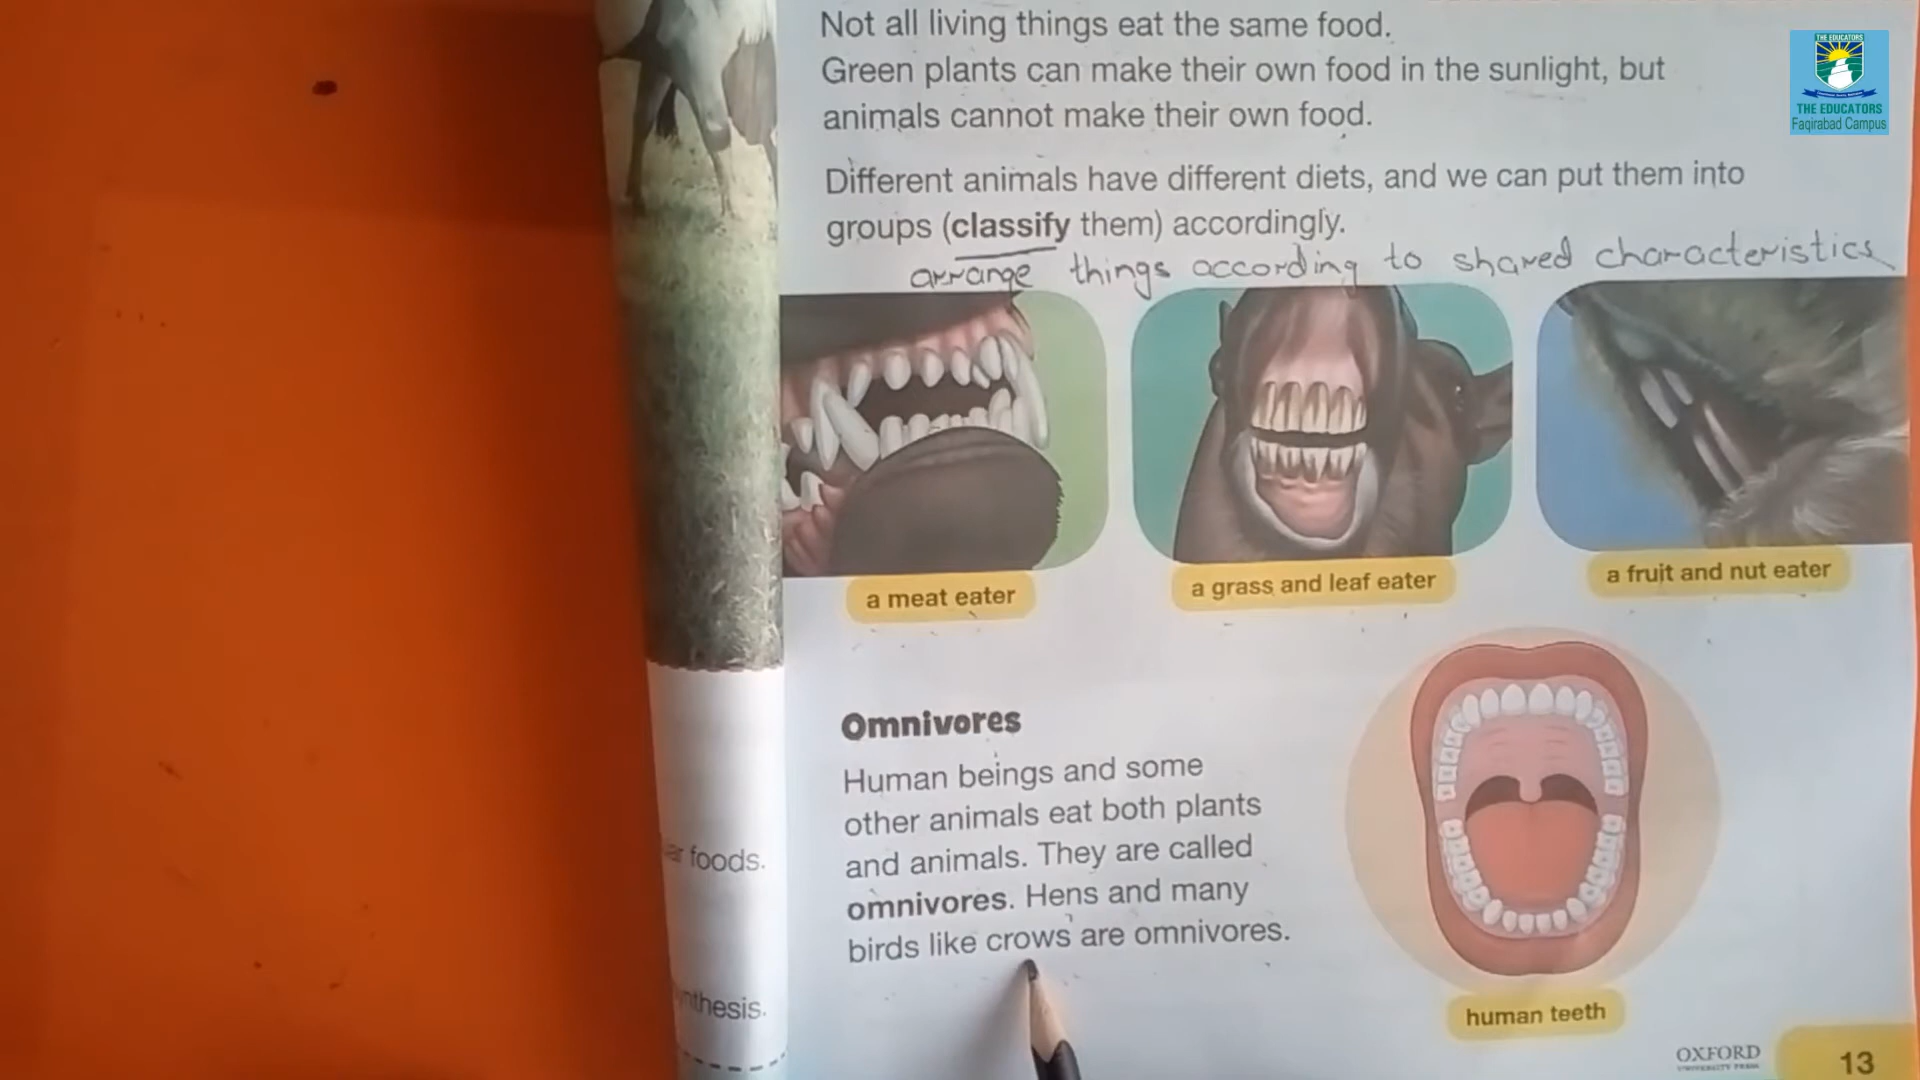 Not all living things eat the same food.
Green plants can make their own food in the sunlight, but
animals cannot make their own food.
Different animals have different diets, and we can put them into
groups (classify them) accordingly.
arrange things according to shared characteristics
a meat eater
a grass and leaf eater
a fruit and nut eater
Omnivores
Human beings and some
other animals eat both plants
and animals. They are called
omnivores. Hens and many
birds like crows are omnivores.
human teeth
OXFORD
UNIVERSITY PRESS
13
foods.
THE EDUCATORS
THE EDUCATORS
Faqirabad Campus